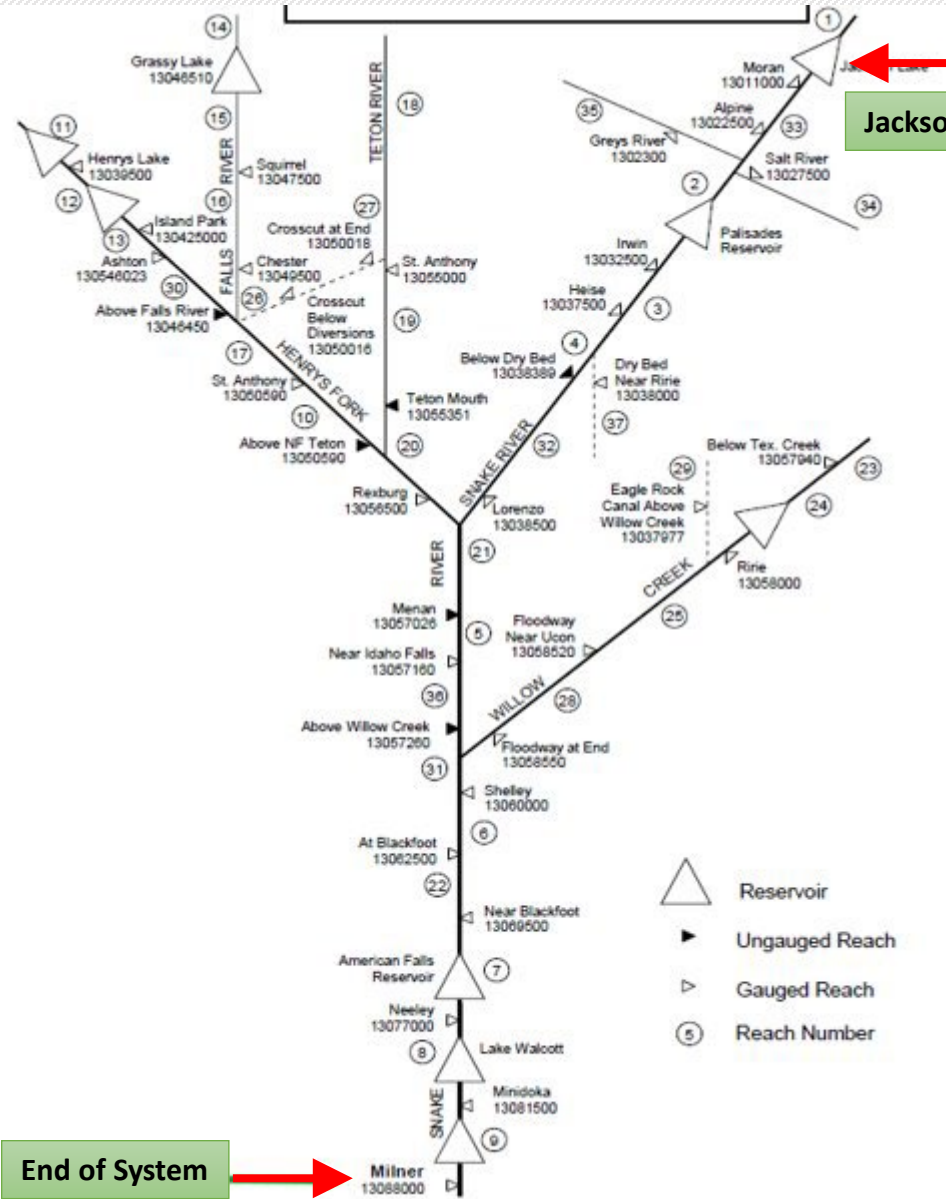 14
1
Grassy Lake
13046510
Moran
13011000
Jackso
15
TETON RIVER
18
35
Alpine
13022500
33
11
Henrys Lake
13039500
RIVER
Squirrel
13047500
Greys River
1302300
Salt River
13027500
12
16
2
34
27
13
Island Park
130425000
Crosscut at End
13050018
Palisades
Reservoir
Ashton
130546023
FALLS
Chester
13049500
St. Anthony
13055000
Irwin
13032500
30
26
Heise
13037500
3
Above Falls River
13046450
Crosscut
Below
Diversions
13050016
19
4
17
HENRYS FORK
Below Dry Bed
13038389
Dry Bed
Near Ririe
13038000
St. Anthony
13050590
Teton Mouth
13055351
37
10
32
Above NF Teton
13050590
20
Below Tex. Creek
13057940
23
SNAKE RIVER
29
Rexburg
13056500
Lorenzo
13038500
Eagle Rock
Canal Above
Willow Creek
13037977
24
21
RIVER
Ririe
13058000
CREEK
Menan
13057026
25
5
Floodway
Near Ucon
13058520
Near Idaho Falls
13057160
36
WILLOW
28
Above Willow Creek
13057260
Floodway at End
13058550
31
Shelley
13060000
6
At Blackfoot
13062500
22
Reservoir
Near Blackfoot
13069500
Ungauged Reach
American Falls
Reservoir
7
Gauged Reach
Neeley
13077000
5
Reach Number
8
Lake Walcott
SNAKE
Minidoka
13081500
9
End of System
Milner
13088000